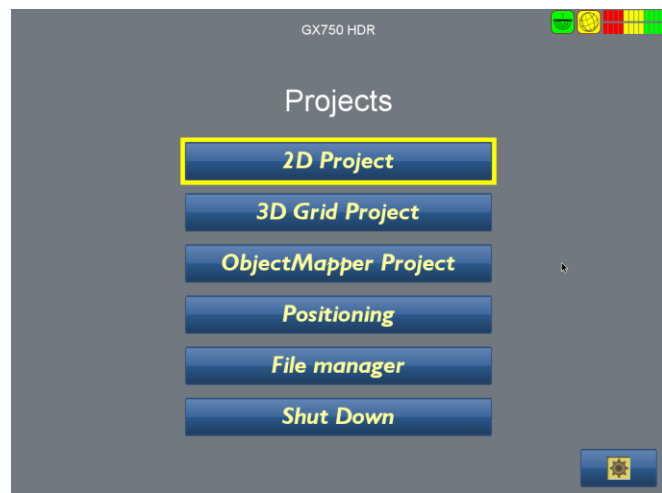 GX750 HDR
Projects
2D Project
3D Grid Project
ObjectMapper Project
Positioning
File manager
Shut Down